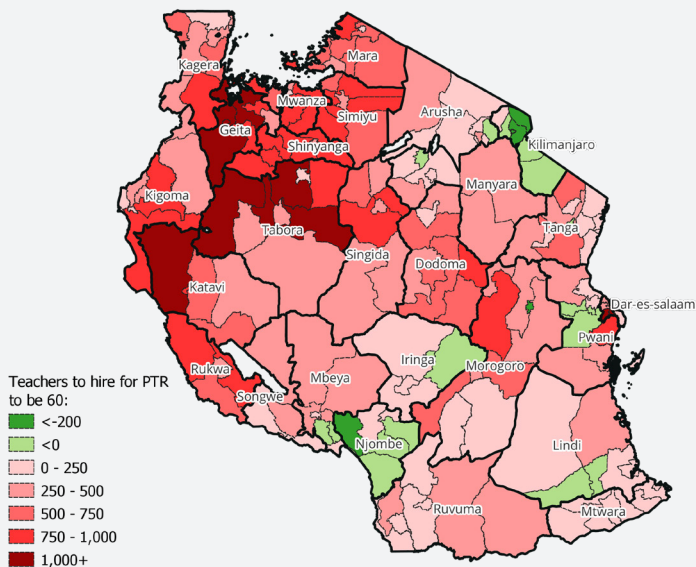 Kagera
Mara
Mwanza
Simiyu
Arusha
Geita
Shinyanga
Kilimanjaro
Kigoma
Manyara
Tabora
Tanga
Singida
Dodoma
Katavi
Dar-es-salaam
Pwani
Iringa
Morogoro
Rukwa
Mbeya
Songwe
Njombe
Lindi
Ruvuma
Mtwara
Teachers to hire for PTR
to be 60:
<-200
<0
0 - 250
250 - 500
500 - 750
750 - 1,000
1,000+